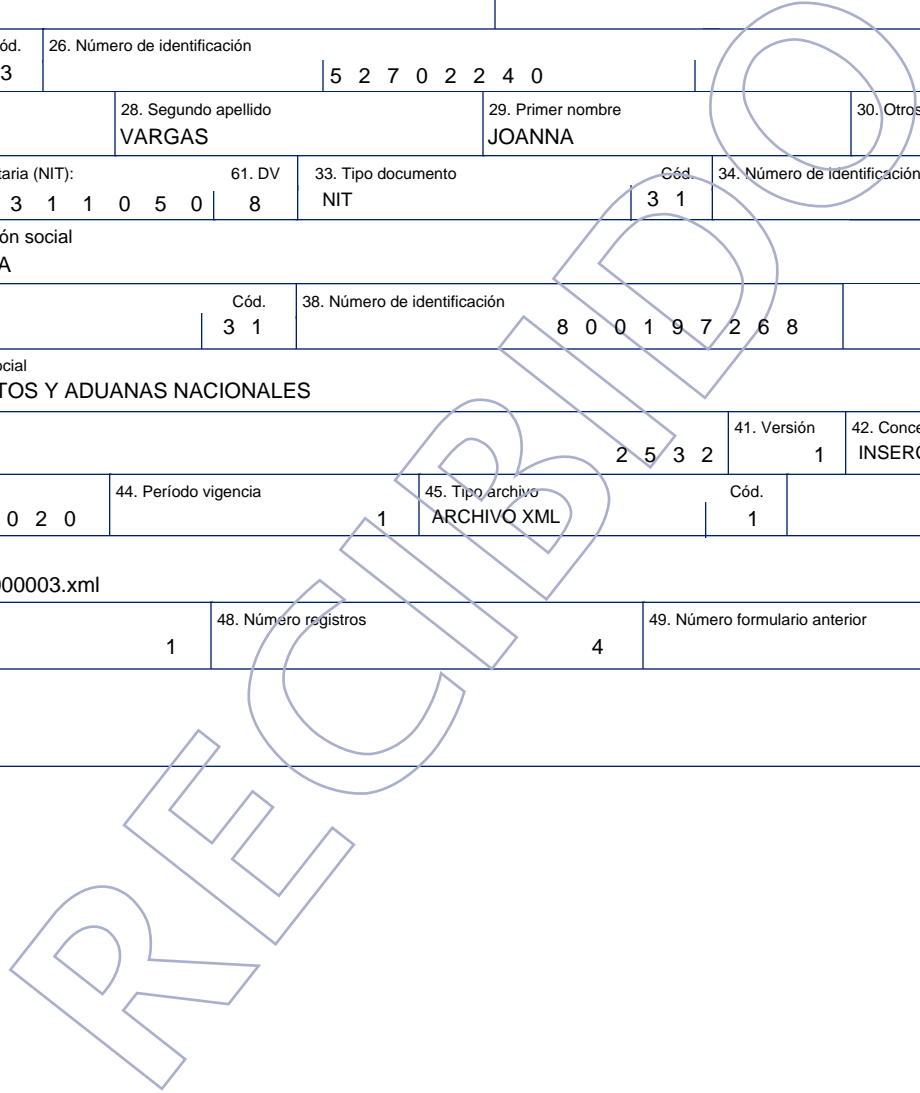 ód. 26. Número de identificación
3 5 2 7 0 2 2 4 0
28. Segundo apellido 29. Primer nombre 30. Otros
VARGAS JOANNA
taria (NIT): 61. DV 33. Tipo documento Cód. 34. Número de identificación
3 1 1 0 5 0 8 NIT 3 1
ón social
A
Cód. 38. Número de identificación
3 1 8 0 0 1 9 7 2 6 8
ocial
TOS Y ADUANAS NACIONALES
41. Versión 42. Conce
2 5 3 2 1 INSERC
44. Período vigencia 45. Tipo archivo Cód.
0 2 0 1 ARCHIVO XML 1
000003.xml
48. Número registros 49. Número formulario anterior
1 4
RECIBIDO